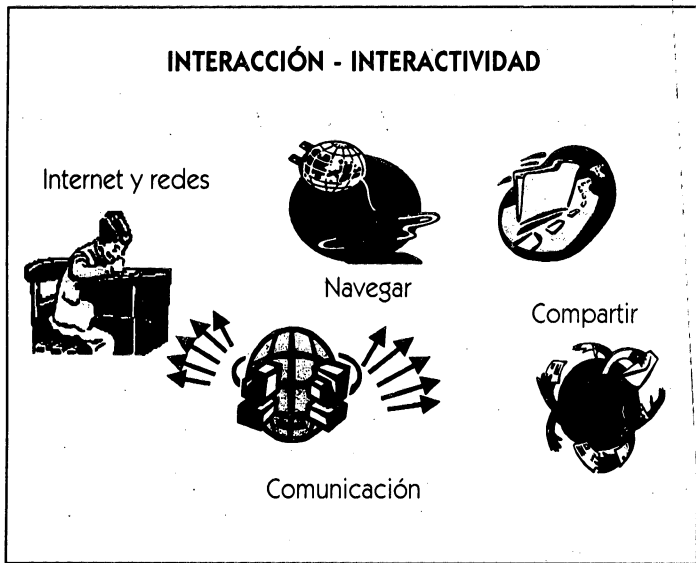 INTERACCIÓN - INTERACTIVIDAD
Internet y redes
Navegar
Compartir
Comunicación